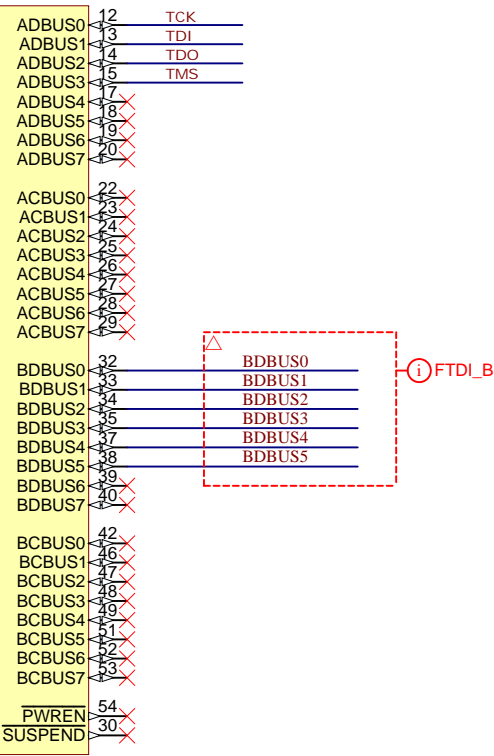 ADBUS0 12 TCK
ADBUS1 13 TDI
ADBUS2 14 TDO
ADBUS3 15 TMS
ADBUS4 17
ADBUS5 18
ADBUS6 19
ADBUS7 20
ACBUS0 22
ACBUS1 23
ACBUS2 24
ACBUS3 25
ACBUS4 26
ACBUS5 27
ACBUS6 28
ACBUS7 29
BDBUS0 32 BDBUS0 i FTDI_B
BDBUS1 33 BDBUS1
BDBUS2 34 BDBUS2
BDBUS3 35 BDBUS3
BDBUS4 37 BDBUS4
BDBUS5 38 BDBUS5
BDBUS6 39
BDBUS7 40
BCBUS0 42
BCBUS1 46
BCBUS2 47
BCBUS3 48
BCBUS4 49
BCBUS5 51
BCBUS6 52
BCBUS7 53
PWREN 54
SUSPEND 30